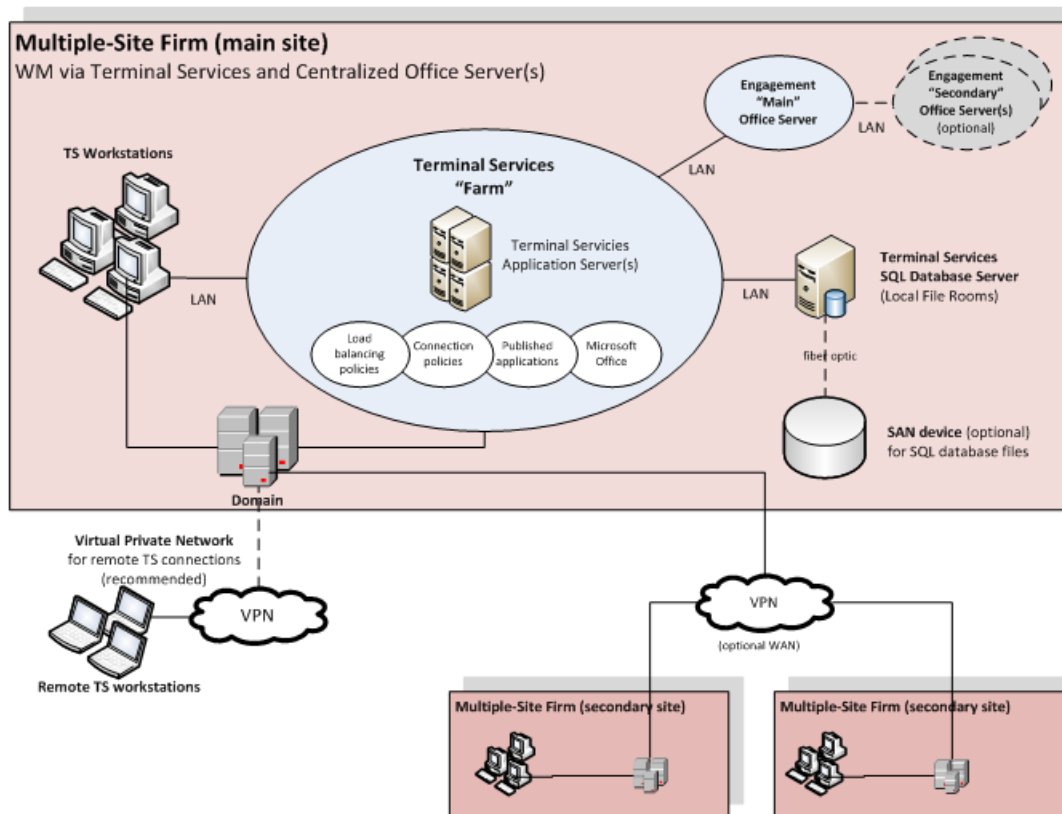 Multiple-Site Firm (main site)
WM via Terminal Services and Centralized Office Server(s)
Engagement
"Main"
Office Server
LAN
Engagement
"Secondary"
Office Server(s)
(optional)
LAN
TS Workstations
LAN
Terminal Services
"Farm"
Terminal Servicies
Application Server(s)
Load
balancing
policies
Connection
policies
Published
applications
Microsoft
Office
LAN
Terminal Services
SQL Database Server
(Local File Rooms)
fiber optic
SAN device (optional)
for SQL database files
Domain
Virtual Private Network
for remote TS connections
(recommended)
VPN
Remote TS workstations
VPN
(optional WAN)
Multiple-Site Firm (secondary site)
Multiple-Site Firm (secondary site)